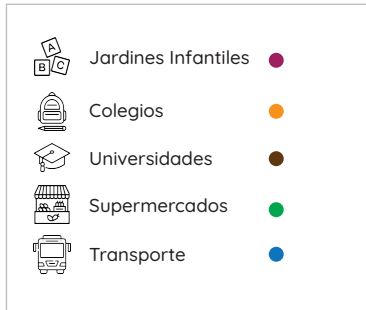 A
B C
Jardines Infantiles
Colegios
Universidades
Supermercados
Transporte